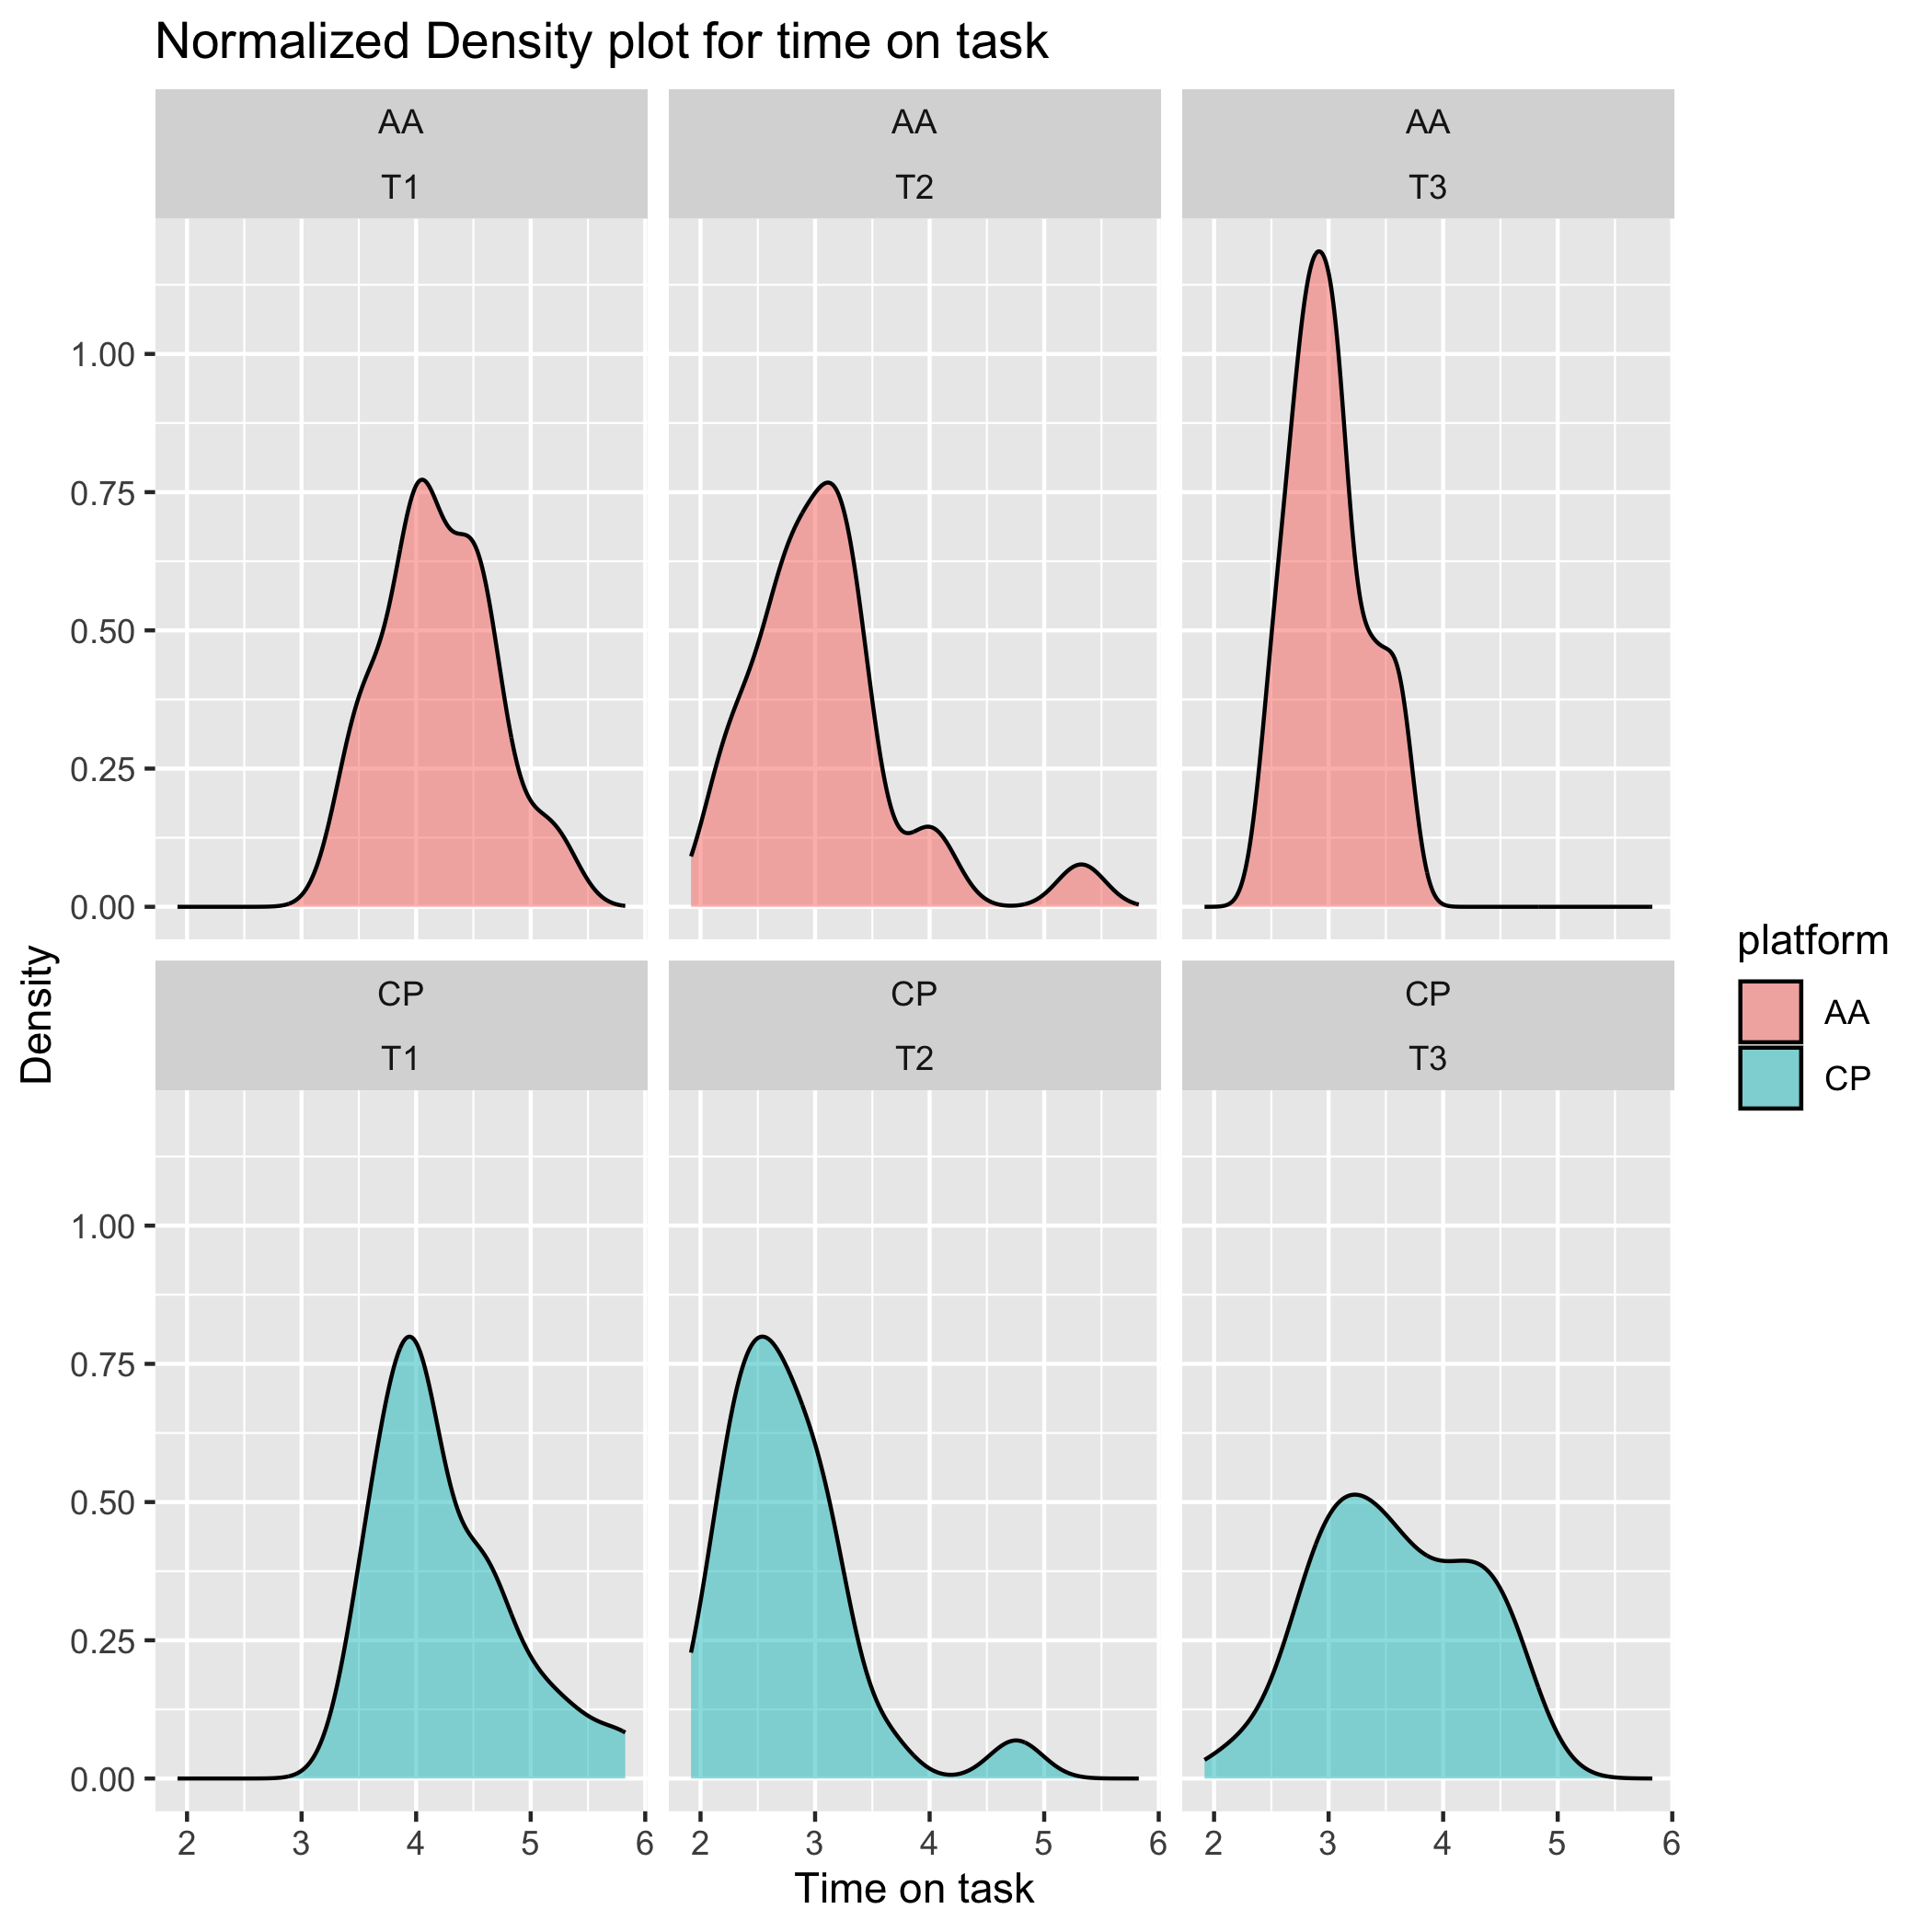 Normalized Density plot for time on task
AA AA AA
T1 T2 T3
1.00
0.75
0.50
0.25
0.00
CP CP CP
T1 T2 T3
1.00
0.75
0.50
0.25
0.00
2 3 4 5 6 2 3 4 5 6 2 3 4 5 6
Time on task
Density
platform
AA
CP